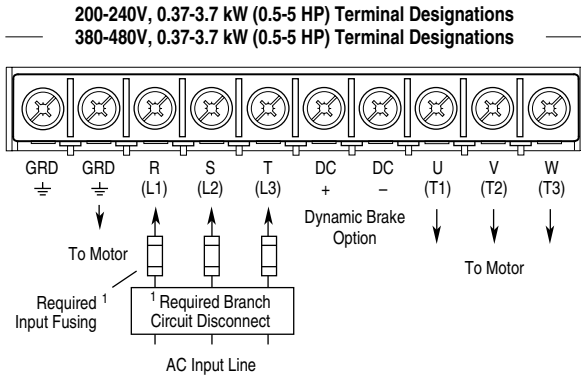 200-240V, 0.37-3.7 kW (0.5-5 HP) Terminal Designations
380-480V, 0.37-3.7 kW (0.5-5 HP) Terminal Designations
GRD GRD R S T DC DC U V W
(L1) (L2) (L3) + – (T1) (T2) (T3)
Dynamic Brake
Option
To Motor
To Motor
Required 1
Input Fusing
1 Required Branch
Circuit Disconnect
AC Input Line